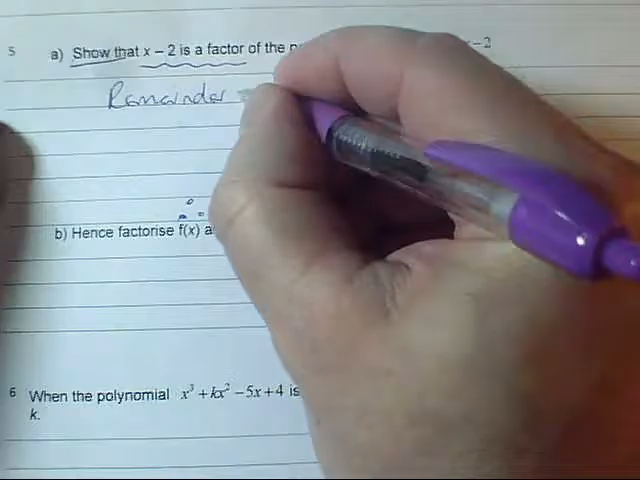 5 a) Show that x – 2 is a factor of the –2
Remainder
b) Hence factorise f(x) a
6 When the polynomial x³ + kx² – 5x + 4 is
k.